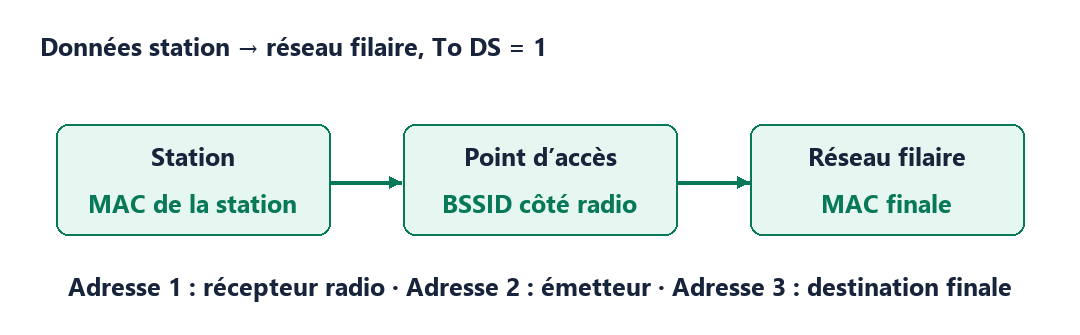 Données station → réseau filaire, To DS = 1
Station
MAC de la station
Point d’accès
BSSID côté radio
Réseau filaire
MAC finale
Adresse 1 : récepteur radio · Adresse 2 : émetteur · Adresse 3 : destination finale